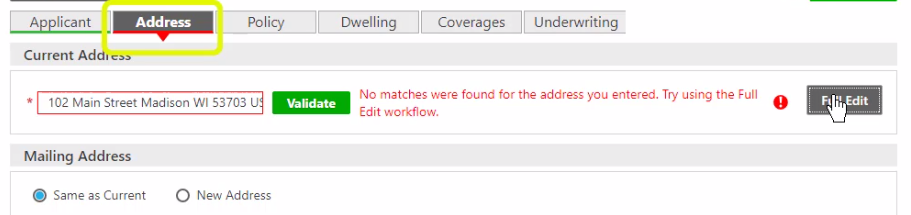 Applicant Address Policy Dwelling Coverages Underwriting
Current Address
* 102 Main Street Madison WI 53703 US Validate No matches were found for the address you entered. Try using the Full
Edit workflow. Full Edit
Mailing Address
Same as Current New Address